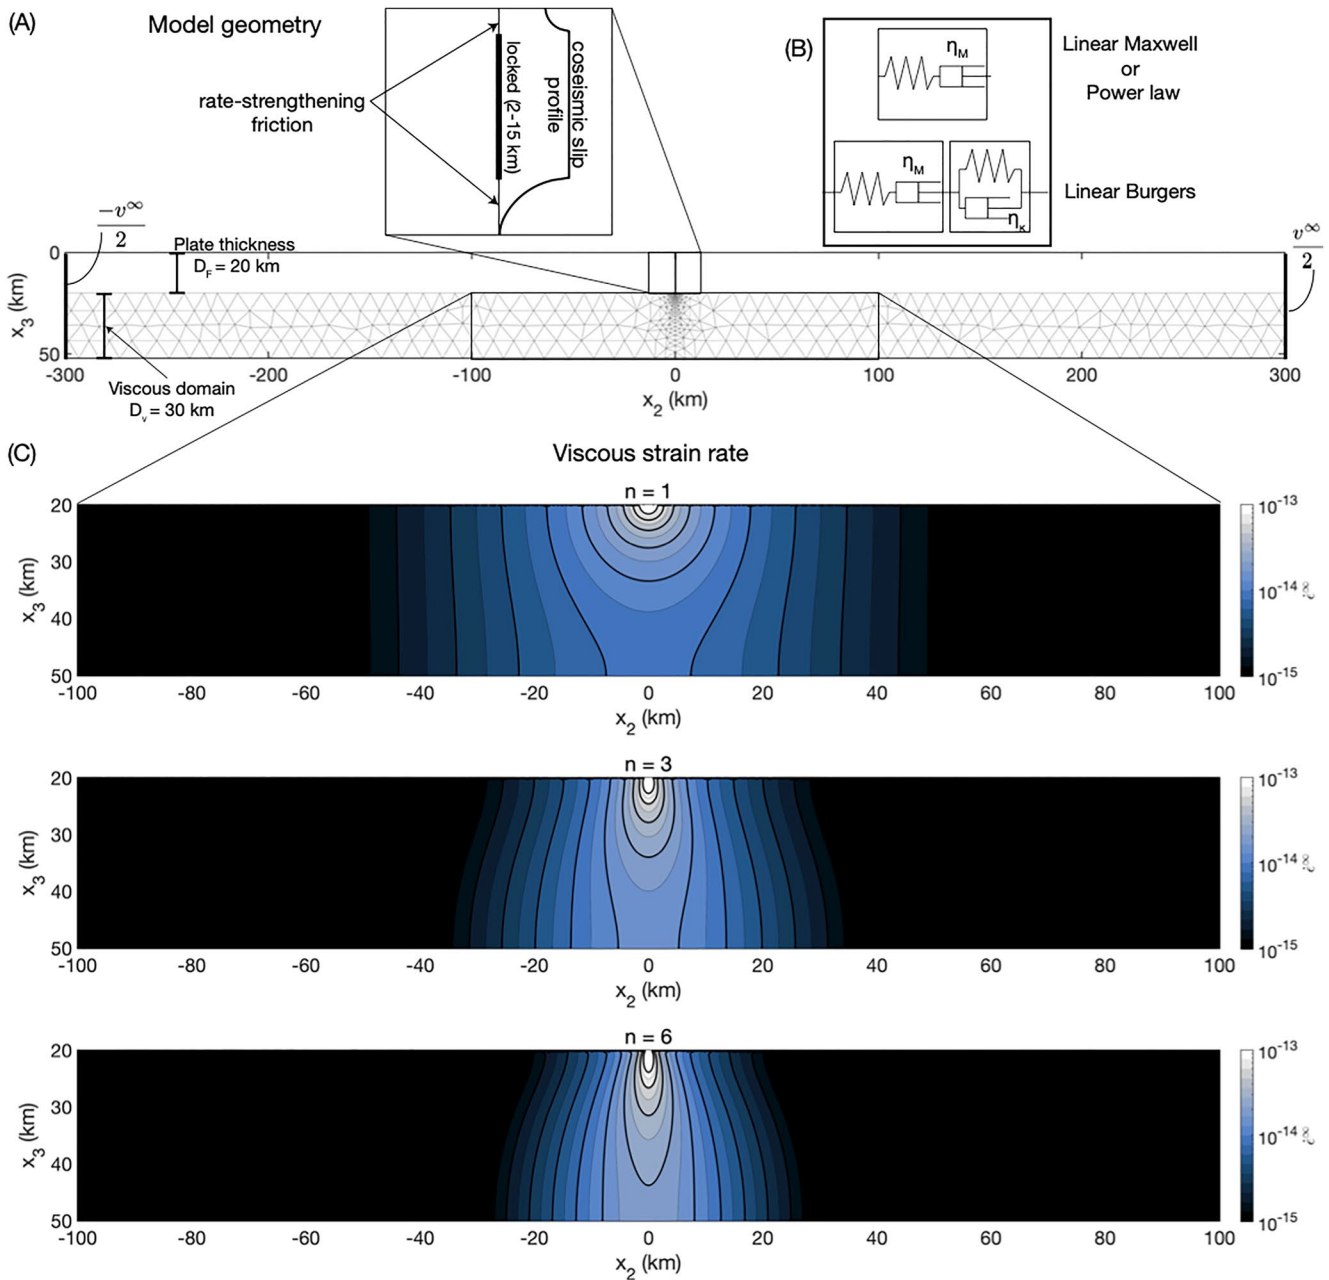 (A)
Model geometry
rate-strengthening
friction
locked (2-15 km)
coseismic slip
profile
(B)
η_M
Linear Maxwell
or
Power law
η_M
η_K
Linear Burgers
−v^∞/2
Plate thickness
D_F = 20 km
v^∞/2
0
50
x_3 (km)
-300 -200 -100 0 100 200 300
x_2 (km)
Viscous domain
D_v = 30 km
(C)
Viscous strain rate
n = 1
20
30
40
50
x_3 (km)
-100 -80 -60 -40 -20 0 20 40 60 80 100
x_2 (km)
10^-13
10^-14
10^-15
n = 3
20
30
40
50
x_3 (km)
-100 -80 -60 -40 -20 0 20 40 60 80 100
x_2 (km)
10^-13
10^-14
10^-15
n = 6
20
30
40
50
x_3 (km)
-100 -80 -60 -40 -20 0 20 40 60 80 100
x_2 (km)
10^-13
10^-14
10^-15